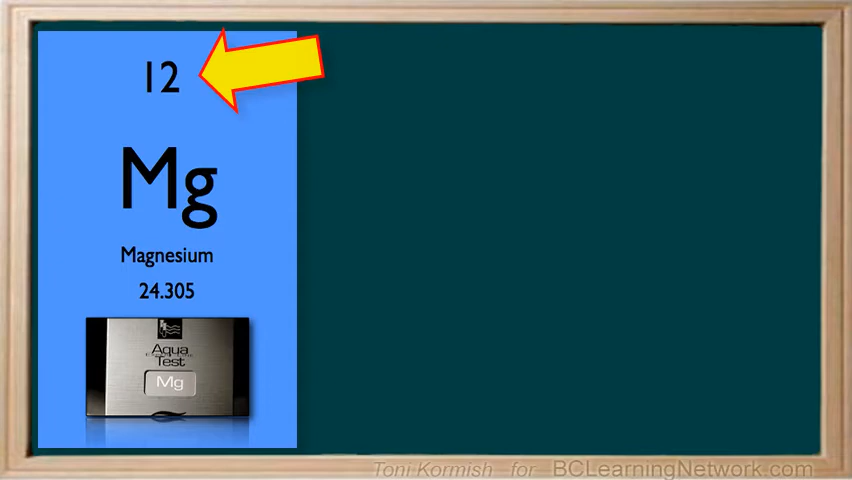 12
Mg
Magnesium
24.305
Aqua
Test
Mg
Toni Kormish for BCLearningNetwork.com